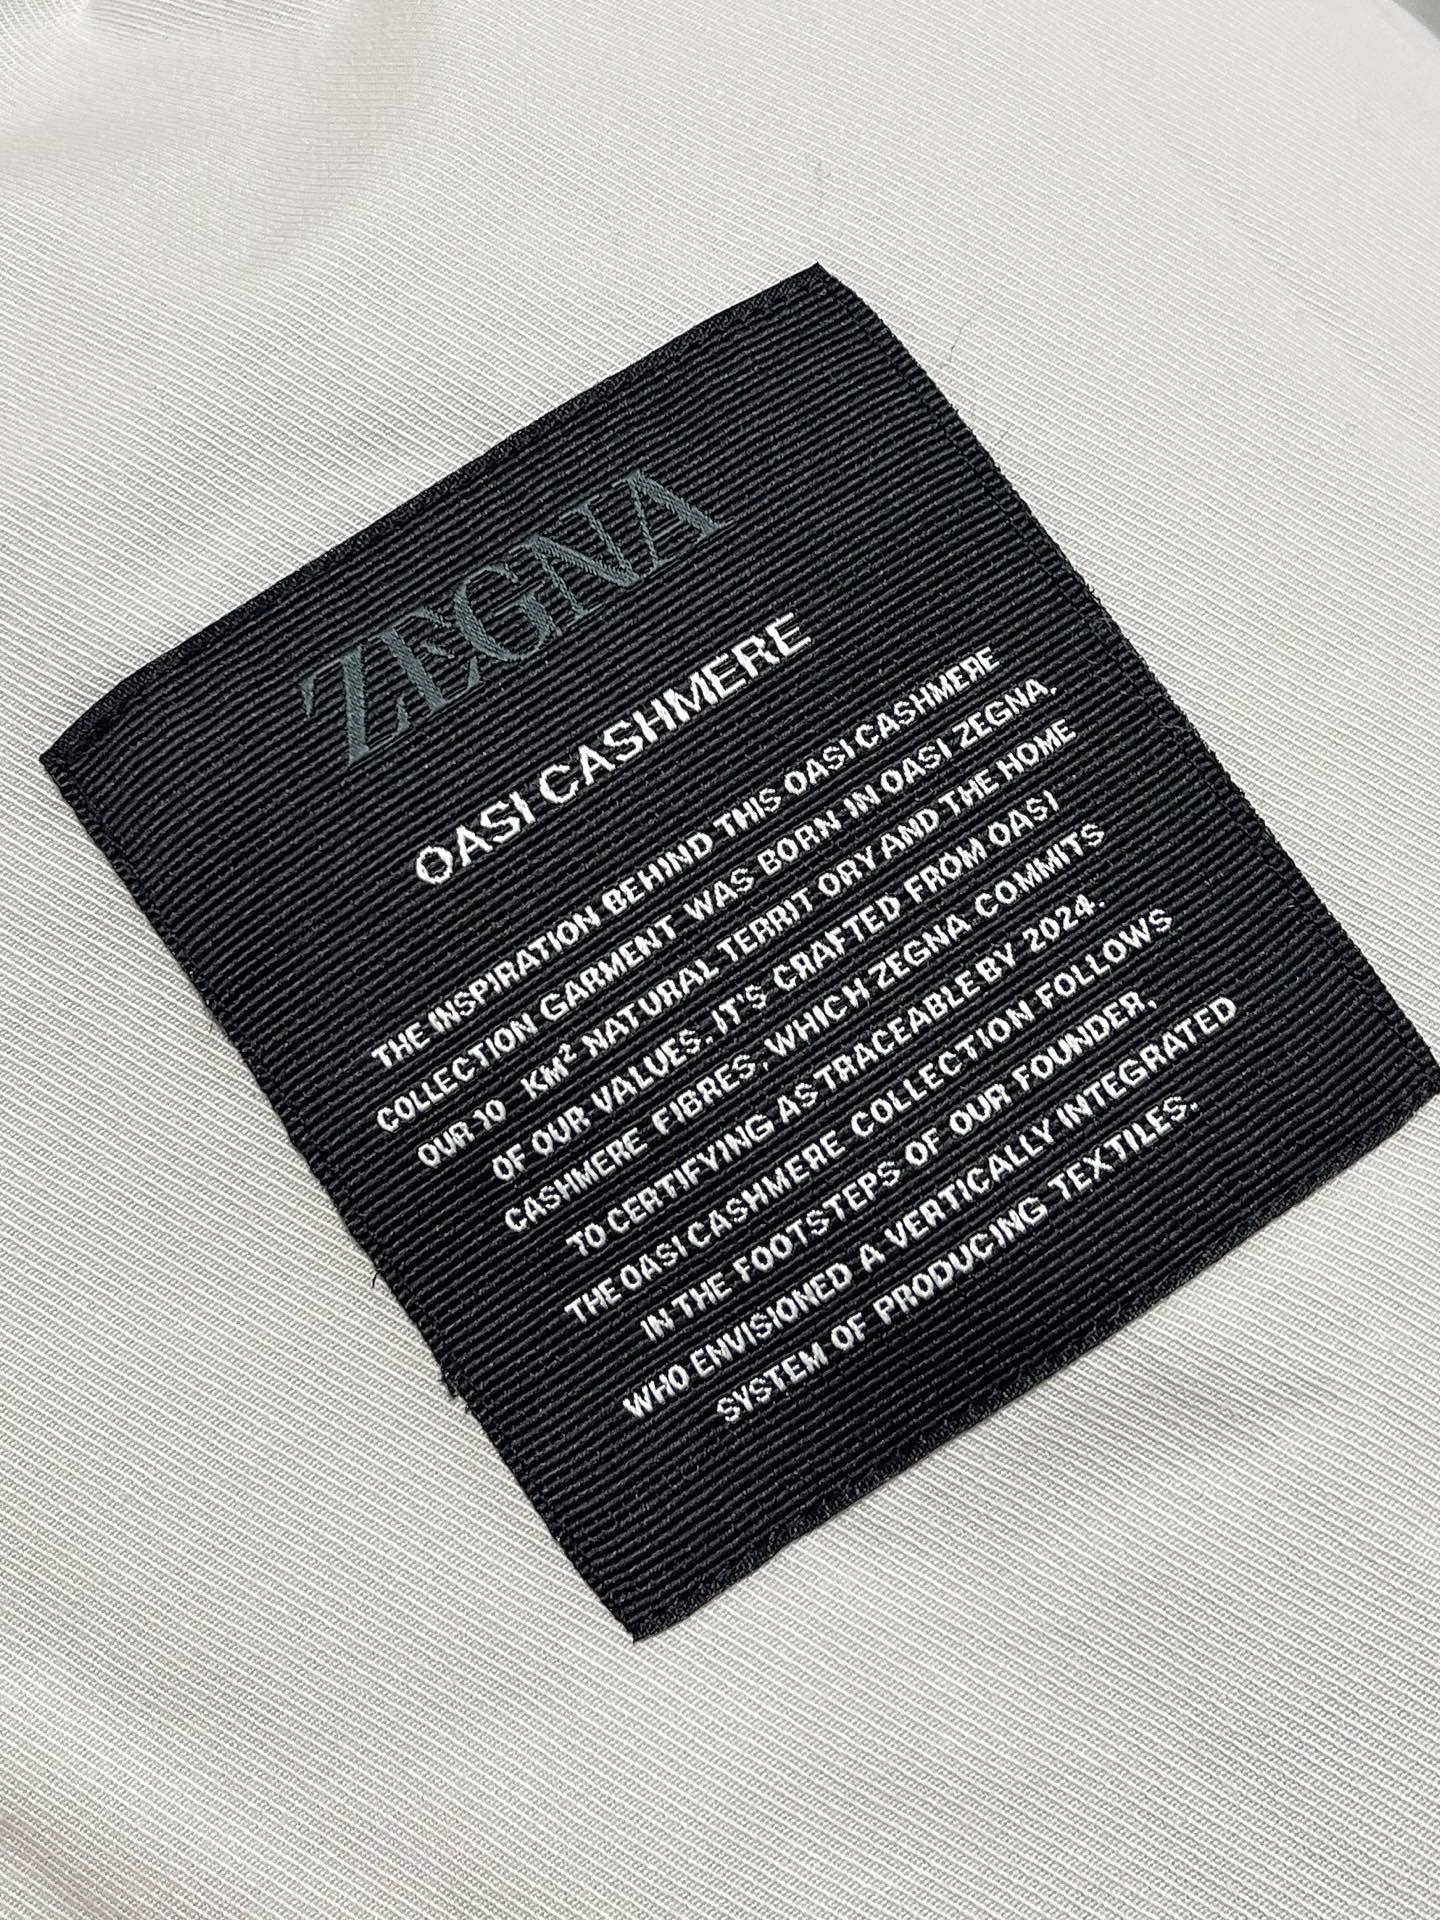 ZEGNA
OASI CASHMERE
THE INSPIRATION BEHIND THIS OASI CASHMERE
COLLECTION GARMENT WAS BORN IN OASI ZEGNA,
OUR 10 KM² NATURAL TERRIT ORY AND THE HOME
OF OUR VALUES. IT'S CRAFTED FROM OASI
CASHMERE FIBRES, WHICH ZEGNA COMMITS
TO CERTIFYING AS TRACEABLE BY 2024.
THE OASI CASHMERE COLLECTION FOLLOWS
IN THE FOOTSTEPS OF OUR FOUNDER,
WHO ENVISIONED A VERTICALLY INTEGRATED
SYSTEM OF PRODUCING TEXTILES.